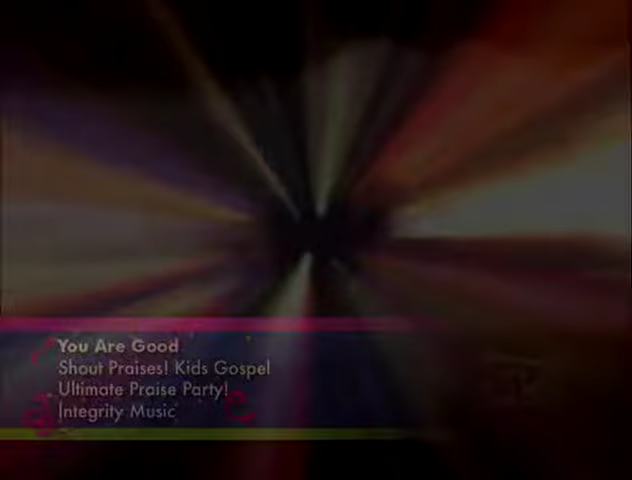 You Are Good
Shout Praises! Kids Gospel
Ultimate Praise Party!
Integrity Music